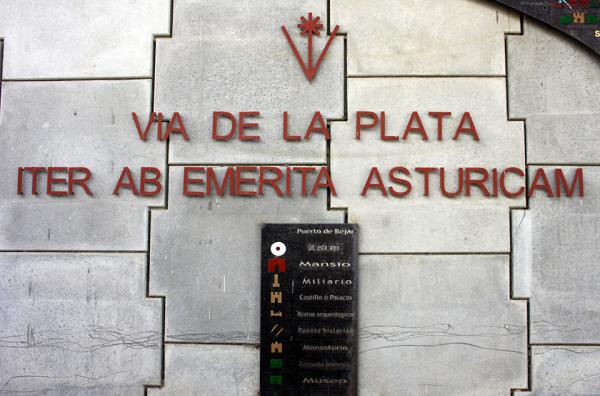 VIA DE LA PLATA
ITER AB EMERITA ASTURICAM
Puerto de Béjar
Ud. está aquí
Mansio
Miliario
Castillo o Palacio
Restos arqueológicos
Puente histórico
Monasterio
Museo